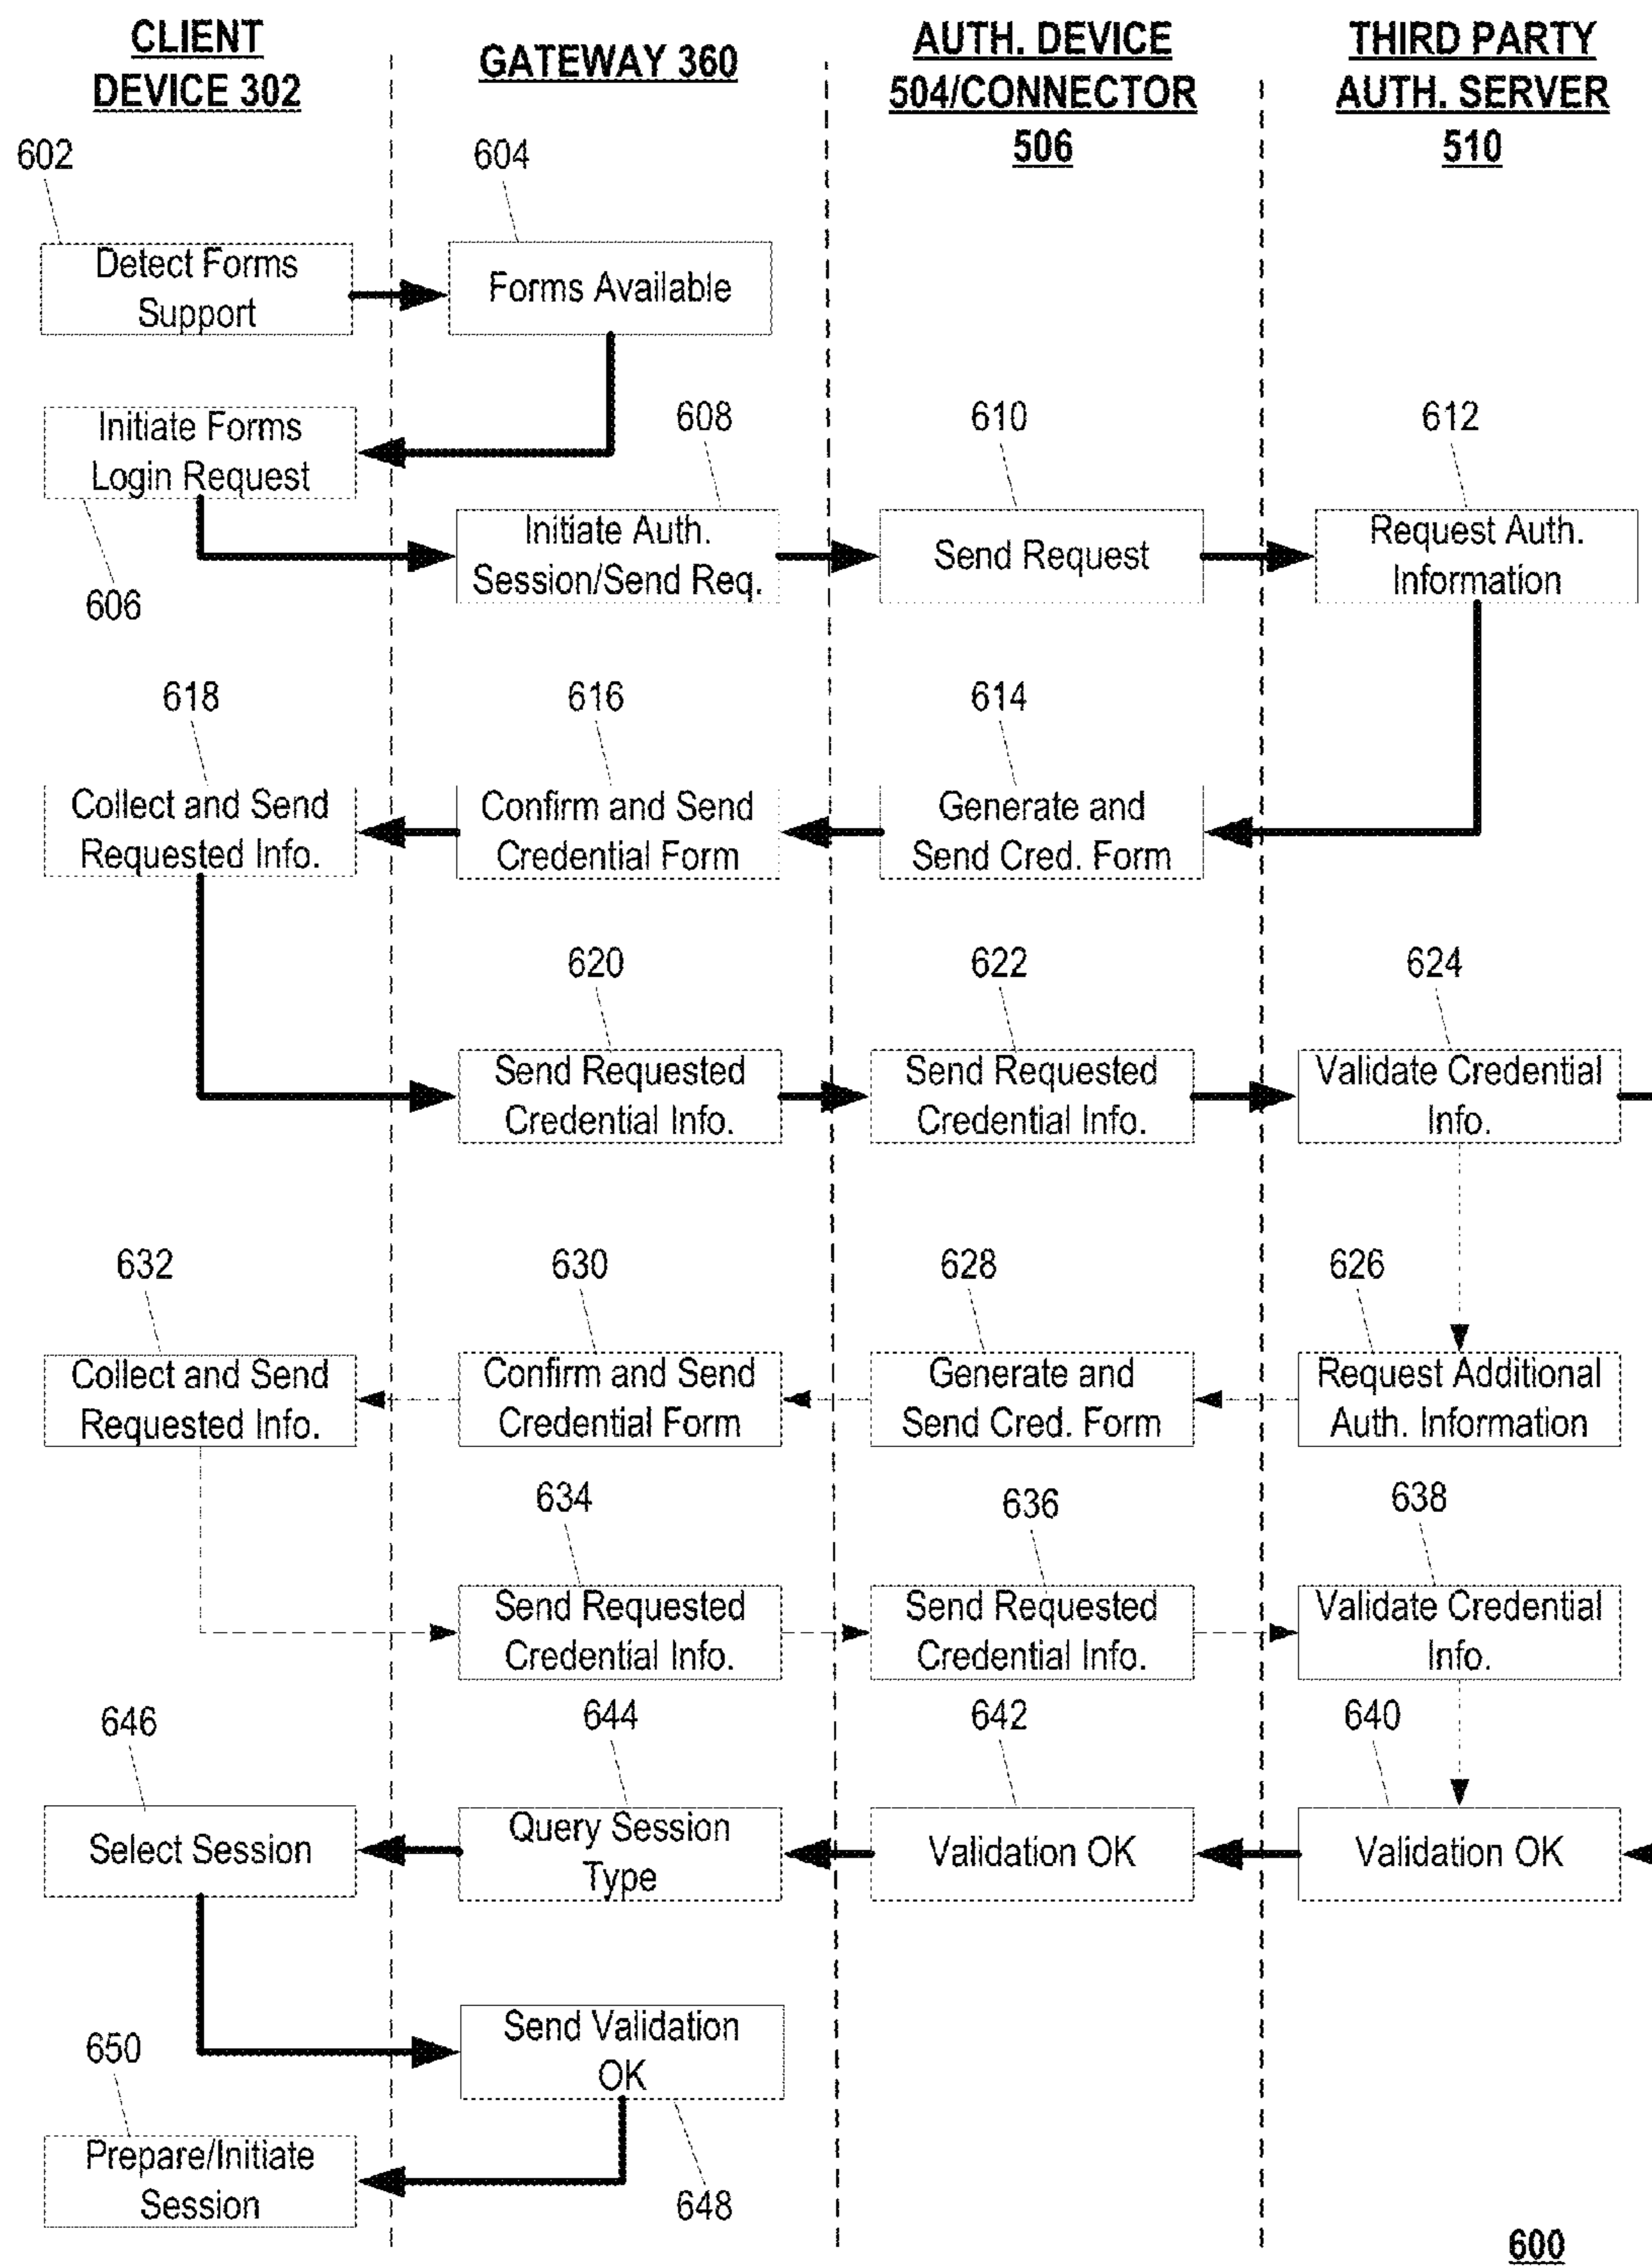 CLIENT
DEVICE 302
GATEWAY 360
AUTH. DEVICE
504/CONNECTOR
506
THIRD PARTY
AUTH. SERVER
510
602
604
Detect Forms
Support
Forms Available
606
608
610
612
Initiate Forms
Login Request
Initiate Auth.
Session/Send Req.
Send Request
Request Auth.
Information
618
616
614
Collect and Send
Requested Info.
Confirm and Send
Credential Form
Generate and
Send Cred. Form
620
622
624
Send Requested
Credential Info.
Send Requested
Credential Info.
Validate Credential
Info.
632
630
628
626
Collect and Send
Requested Info.
Confirm and Send
Credential Form
Generate and
Send Cred. Form
Request Additional
Auth. Information
634
636
638
Send Requested
Credential Info.
Send Requested
Credential Info.
Validate Credential
Info.
646
644
642
640
Select Session
Query Session
Type
Validation OK
Validation OK
650
Send Validation
OK
Prepare/Initiate
Session
648
600